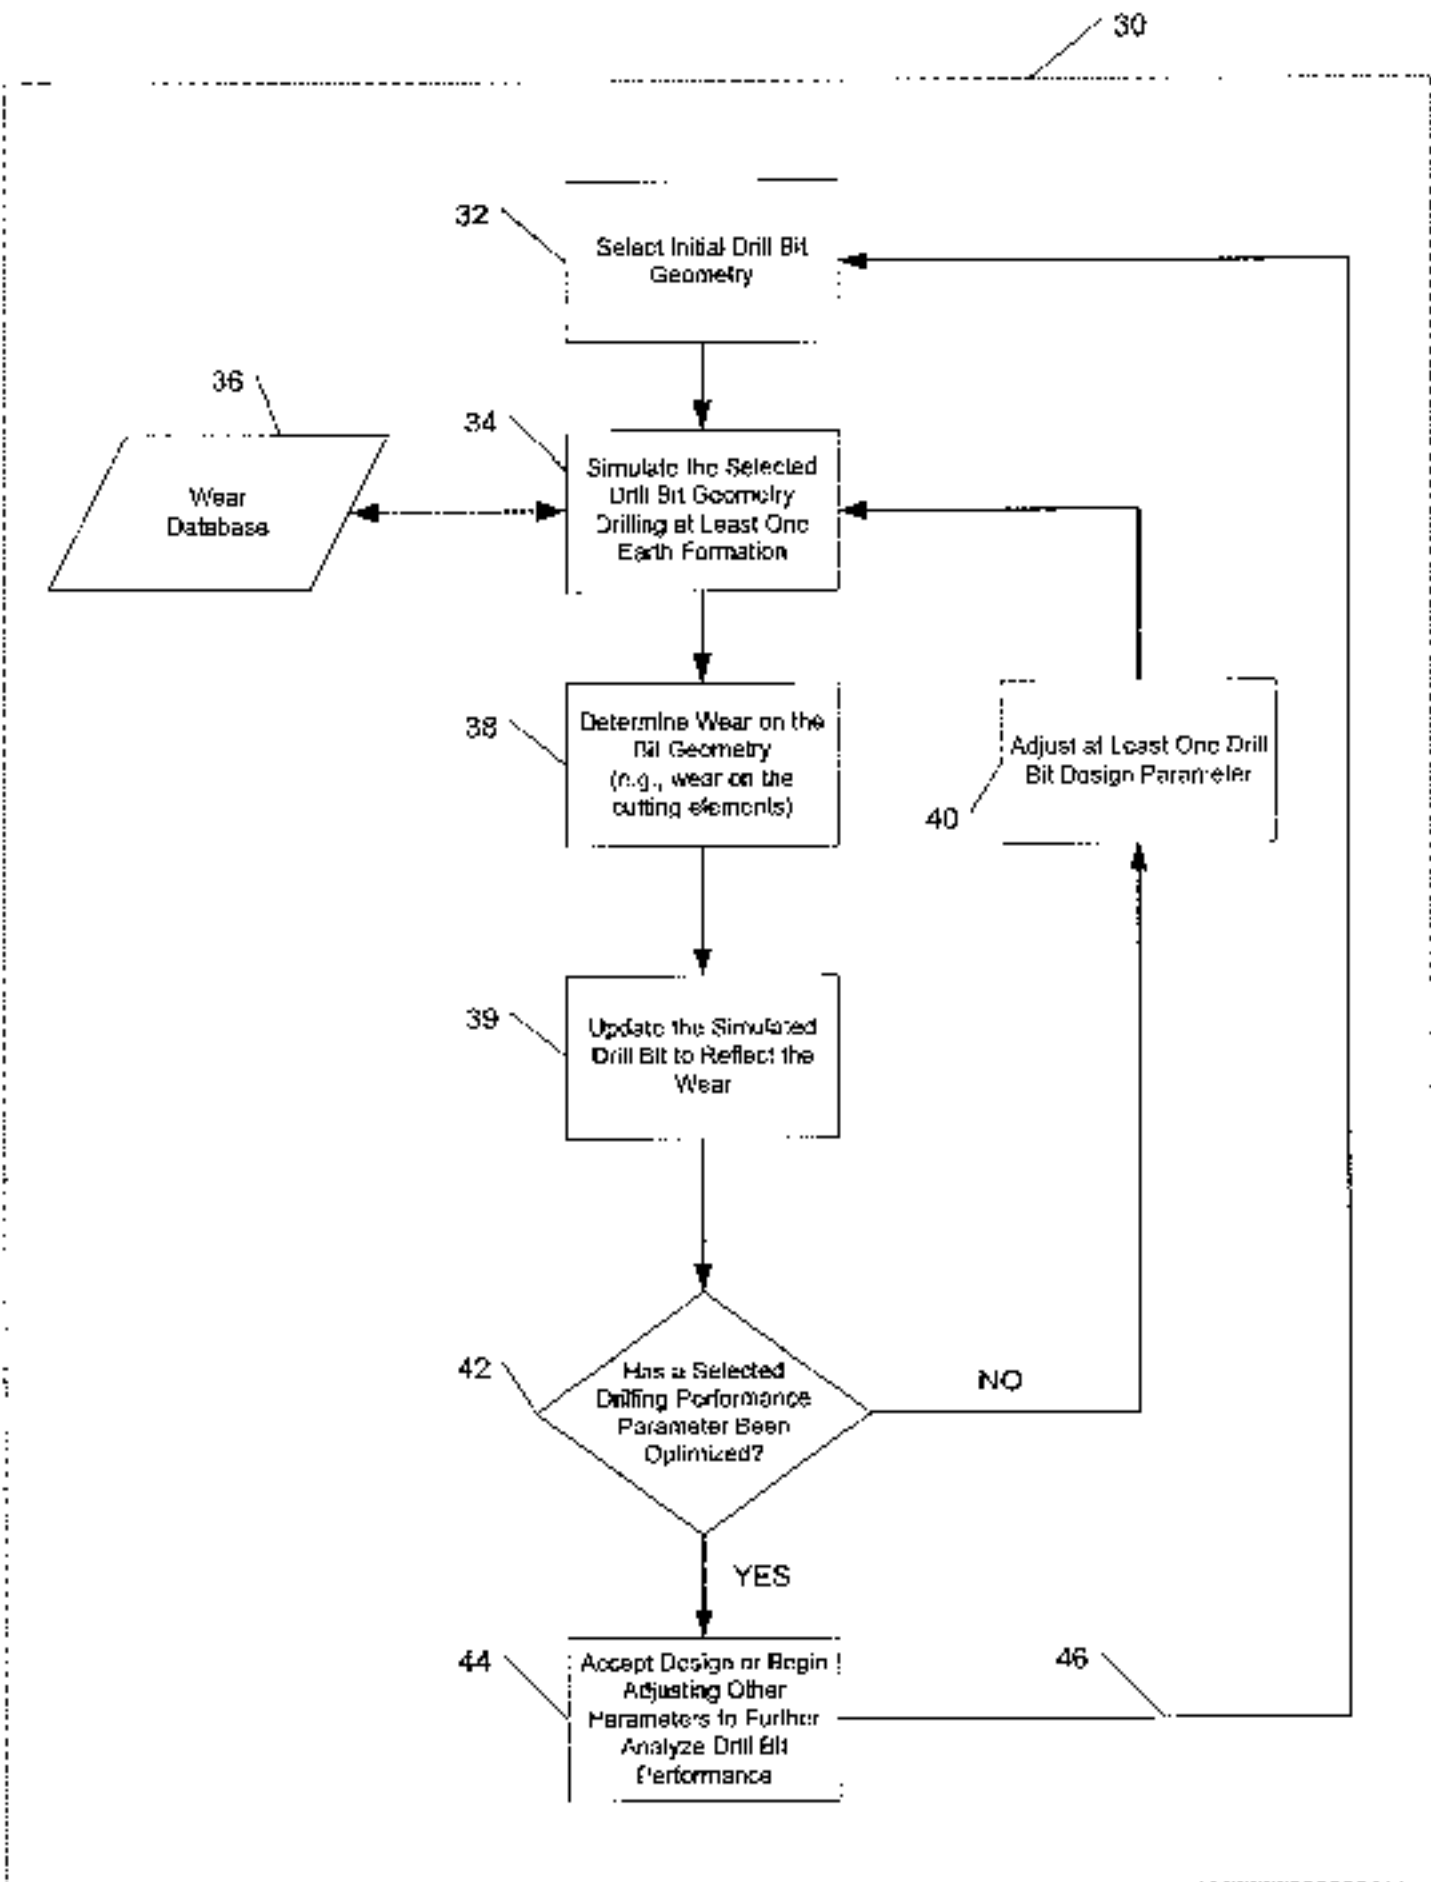 30
32
Select Initial Drill Bit
Geometry
36
34
Wear
Database
Simulate the Selected
Drill Bit Geometry
Drilling at Least One
Earth Formation
38
Determine Wear on the
Bit Geometry
(e.g., wear on the
cutting elements)
Adjust at Least One Drill
Bit Design Parameter
40
39
Update the Simulated
Drill Bit to Reflect the
Wear
42
Has a Selected
Drilling Performance
Parameter Been
Optimized?
NO
YES
44
Accept Design or Begin
Adjusting Other
Parameters to Further
Analyze Drill Bit
Performance
46